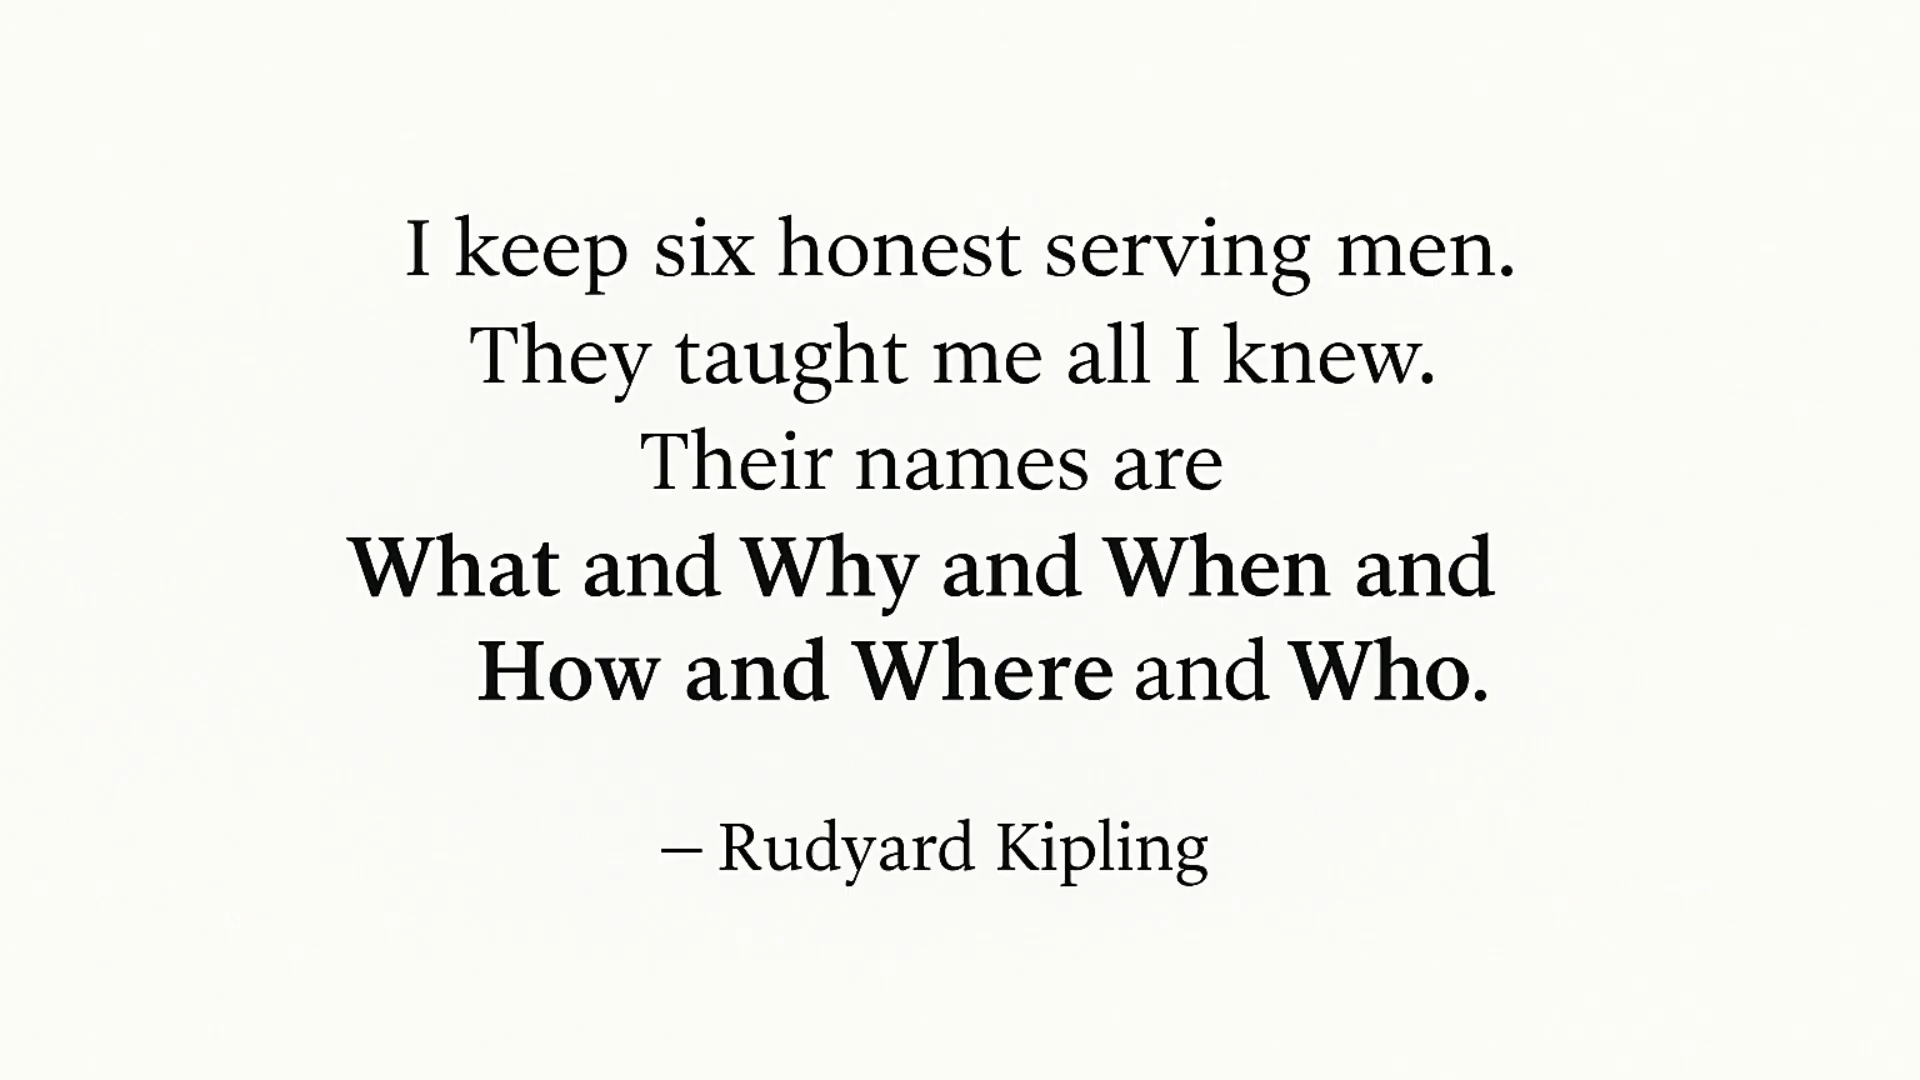 I keep six honest serving men.
They taught me all I knew.
Their names are
What and Why and When and
How and Where and Who.
– Rudyard Kipling